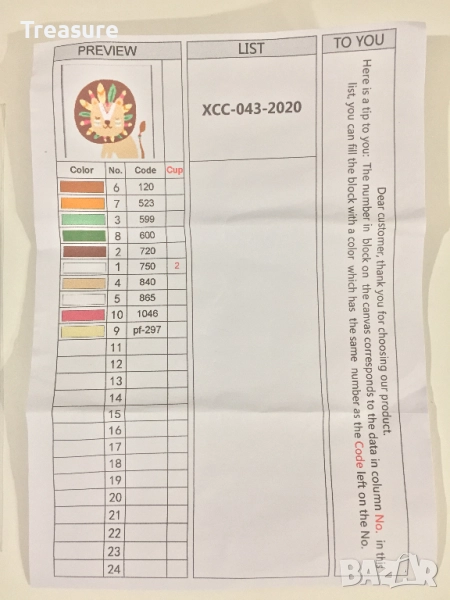 Treasure
PREVIEW
LIST
TO YOU
XCC-043-2020
Color No. Code Cup
6 120
7 523
3 599
8 600
2 720
1 750 2
4 840
5 865
10 1046
9 pf-297
11
12
13
14
15
16
17
18
19
20
21
22
23
24
Dear customer, thank you for choosing our product.
Here is a tip to you: The number in block on the canvas corresponds to the data in column No. in this
list, you can fill the block with a color which has the same number as the Code left on the No.
BAZAR